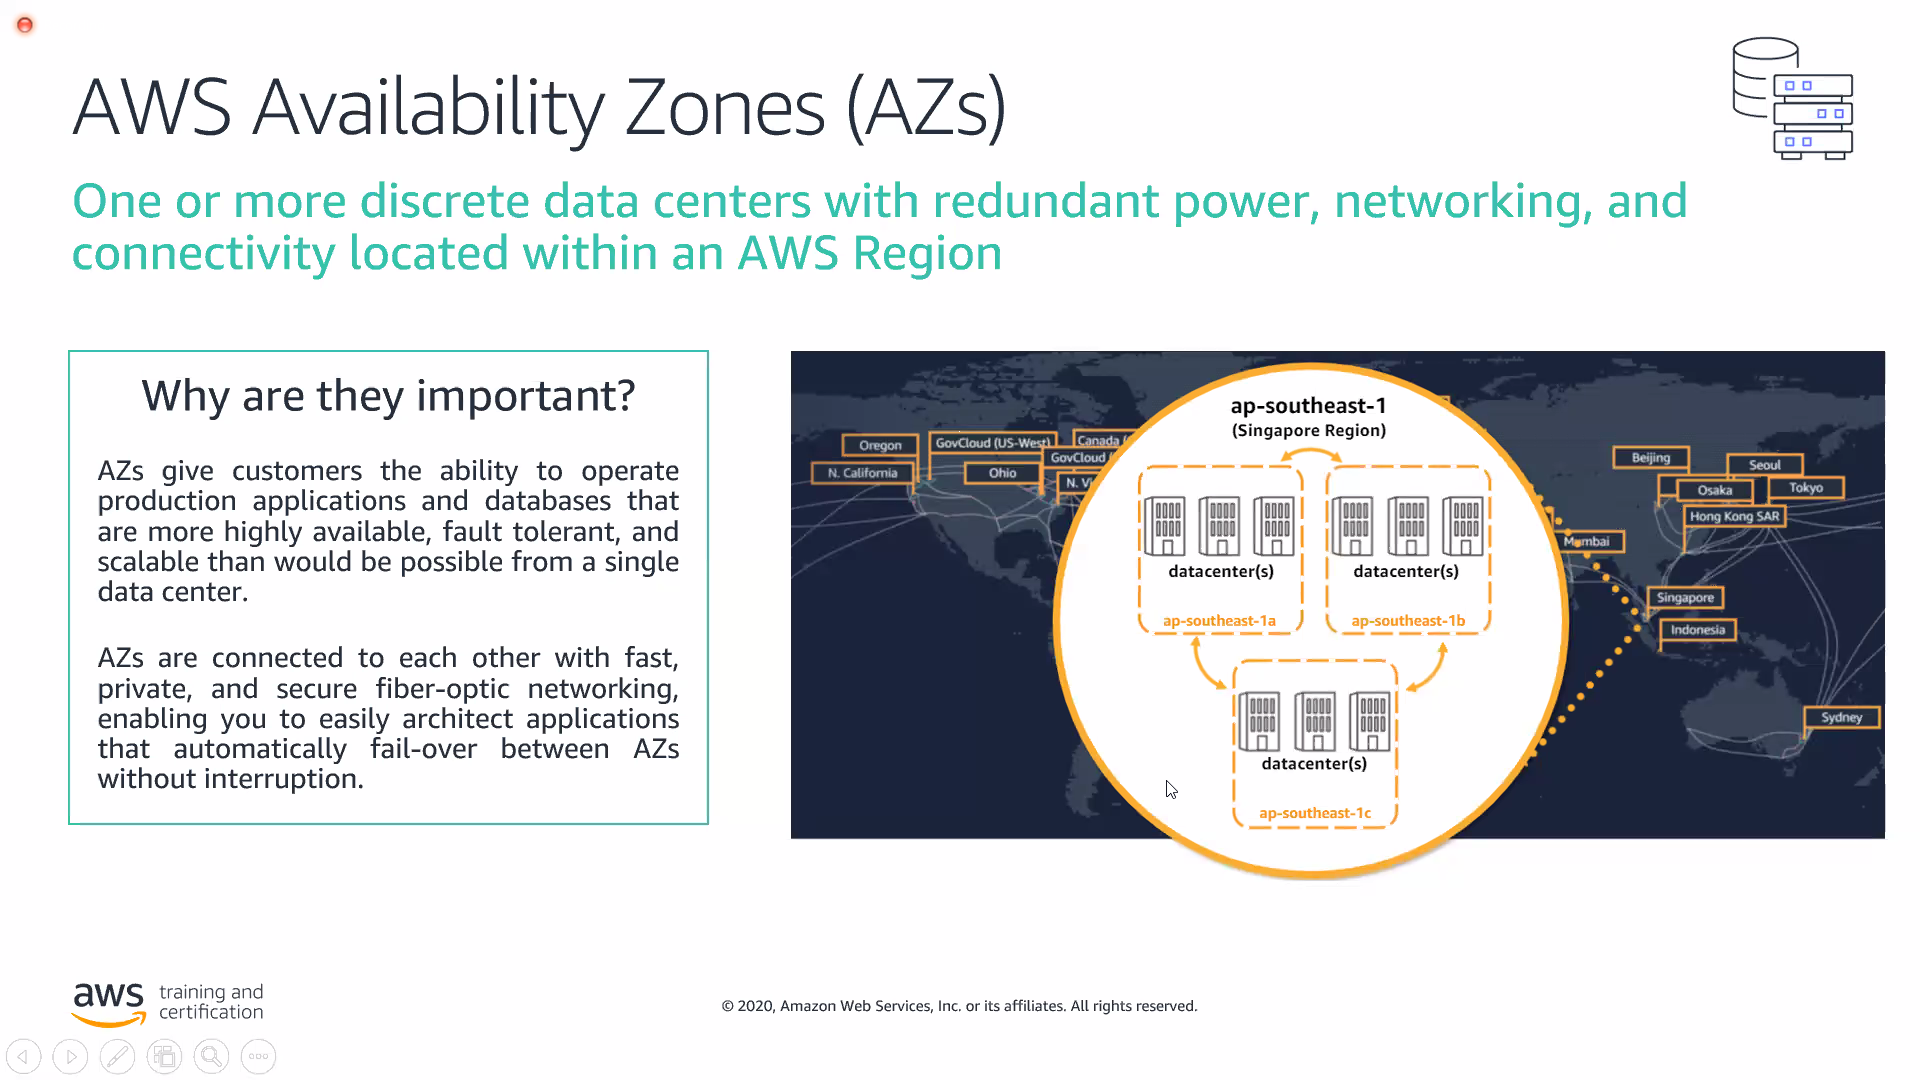 AWS Availability Zones (AZs)
One or more discrete data centers with redundant power, networking, and
connectivity located within an AWS Region
Why are they important?
AZs give customers the ability to operate
production applications and databases that
are more highly available, fault tolerant, and
scalable than would be possible from a single
data center.
AZs are connected to each other with fast,
private, and secure fiber-optic networking,
enabling you to easily architect applications
that automatically fail-over between AZs
without interruption.
Oregon
GovCloud (US-West)
Canada (
N. California
Ohio
GovCloud (
N. Vi
ap-southeast-1
(Singapore Region)
datacenter(s)
ap-southeast-1a
datacenter(s)
ap-southeast-1b
datacenter(s)
ap-southeast-1c
Beijing
Seoul
Osaka
Tokyo
Hong Kong SAR
Mumbai
Singapore
Indonesia
Sydney
aws training and
certification
© 2020, Amazon Web Services, Inc. or its affiliates. All rights reserved.